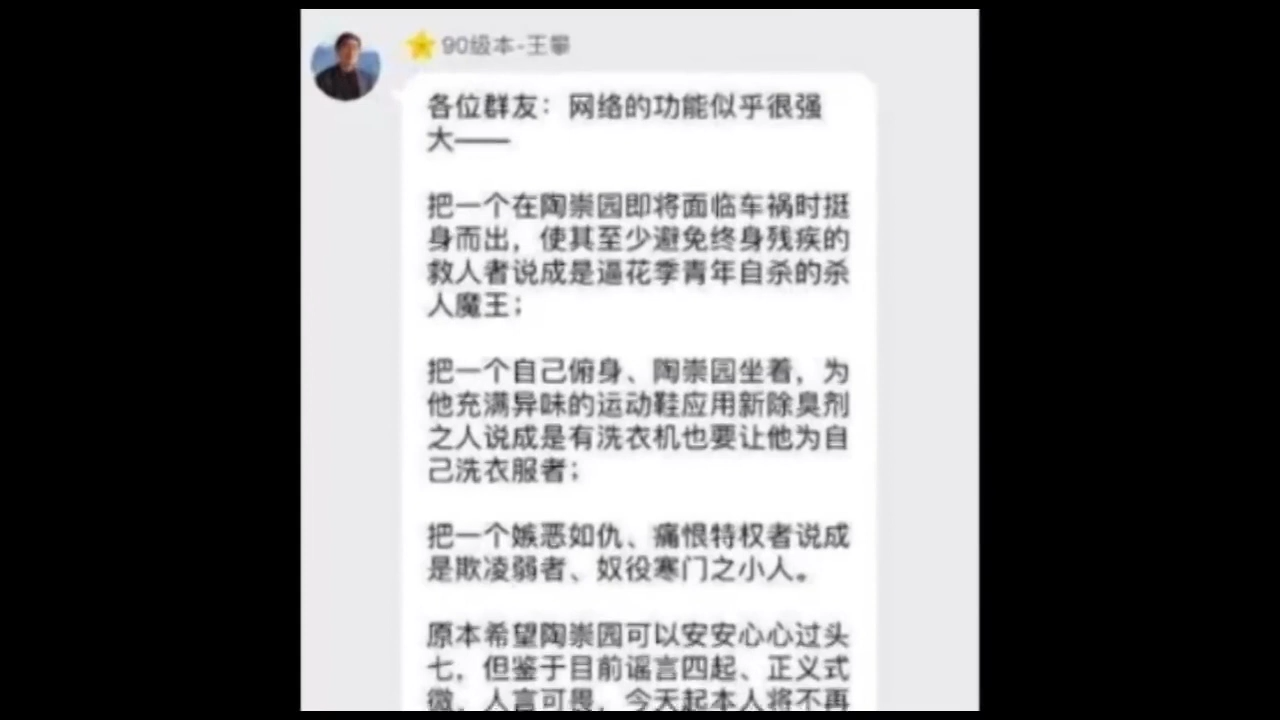 90级本-王攀
各位群友：网络的功能似乎很强
大——
把一个在陶崇园即将面临车祸时挺
身而出，使其至少避免终身残疾的
救人者说成是逼花季青年自杀的杀
人魔王；
把一个自己俯身、陶崇园坐着，为
他充满异味的运动鞋应用新除臭剂
之人说成是有洗衣机也要让他为自
己洗衣服者；
把一个嫉恶如仇、痛恨特权者说成
是欺凌弱者、奴役寒门之小人。
原本希望陶崇园可以安安心心过头
七，但鉴于目前谣言四起、正义式
微，人言可畏，今天起本人将不再